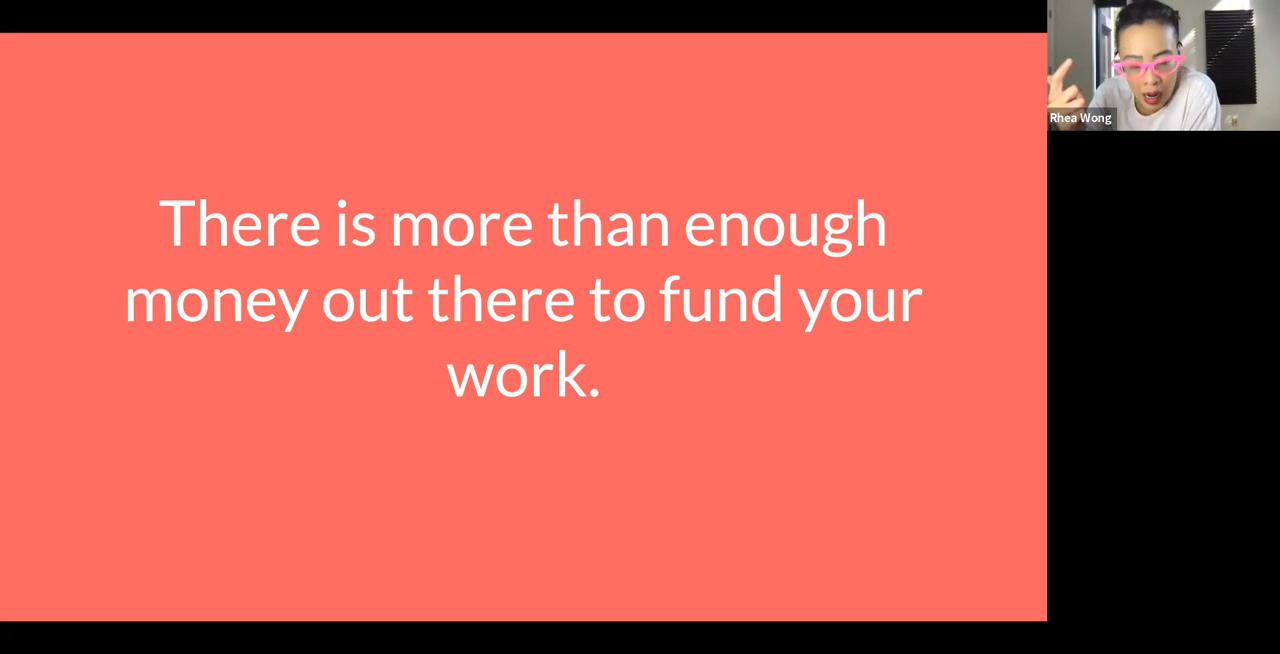 There is more than enough
money out there to fund your
work.
Rhea Wong